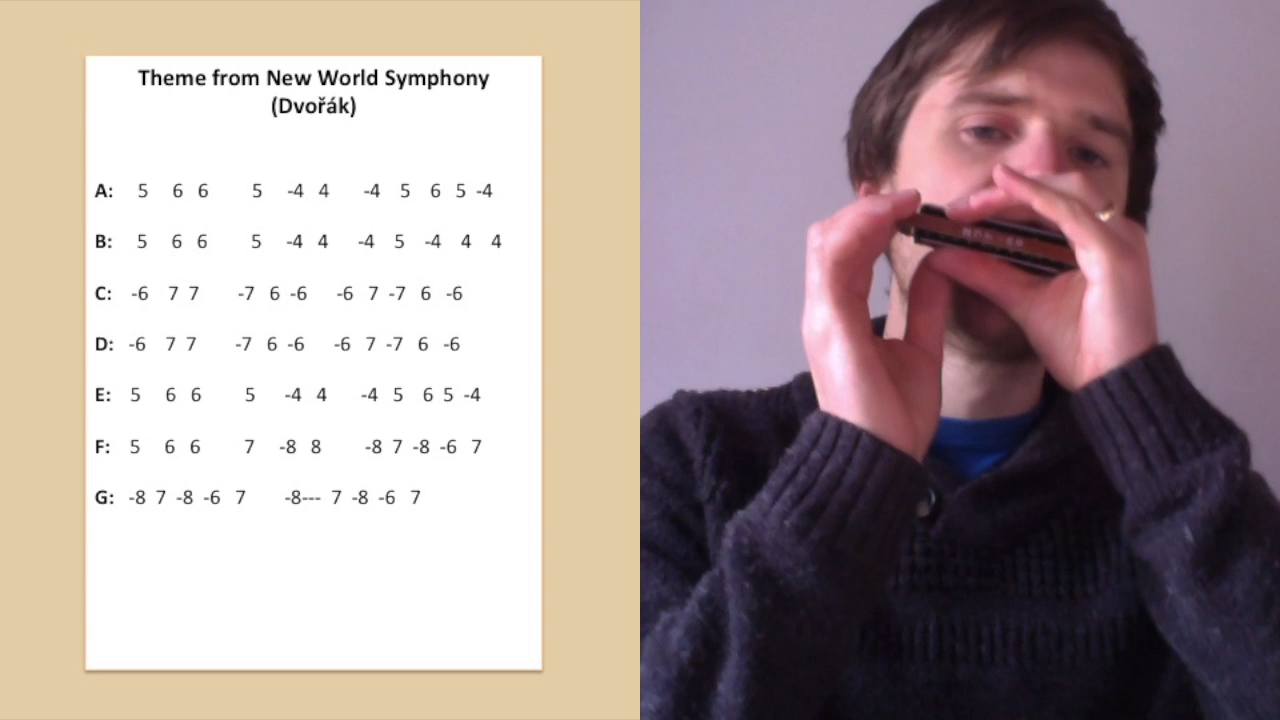 Theme from New World Symphony
(Dvořák)
A: 5 6 6 5 -4 4 -4 5 6 5 -4
B: 5 6 6 5 -4 4 -4 5 -4 4 4
C: -6 7 7 -7 6 -6 -6 7 -7 6 -6
D: -6 7 7 -7 6 -6 -6 7 -7 6 -6
E: 5 6 6 5 -4 4 -4 5 6 5 -4
F: 5 6 6 7 -8 8 -8 7 -8 -6 7
G: -8 7 -8 -6 7 -8--- 7 -8 -6 7